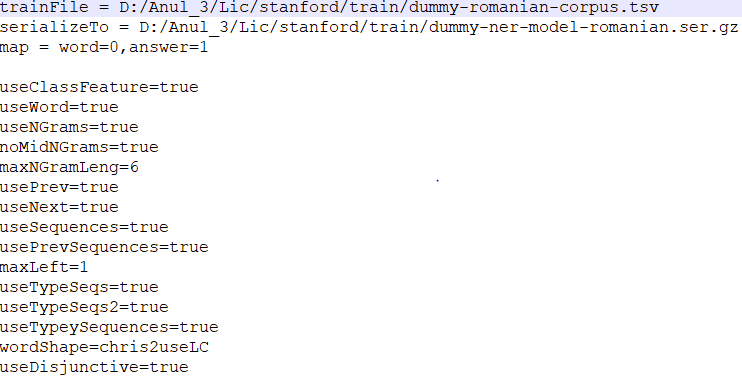 trainFile = D:/Anul_3/Lic/stanford/train/dummy-romanian-corpus.tsv
serializeTo = D:/Anul_3/Lic/stanford/train/dummy-ner-model-romanian.ser.gz
map = word=0,answer=1
useClassFeature=true
useWord=true
useNGrams=true
noMidNGrams=true
maxNGramLeng=6
usePrev=true
useNext=true
useSequences=true
usePrevSequences=true
maxLeft=1
useTypeSeqs=true
useTypeSeqs2=true
useTypeySequences=true
wordShape=chris2useLC
useDisjunctive=true